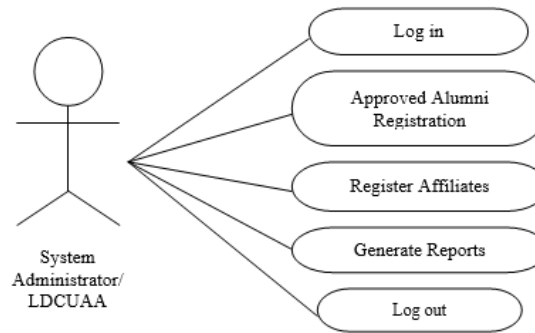 Log in
Approved Alumni
Registration
Register Affiliates
Generate Reports
Log out
System
Administrator/
LDCUAA